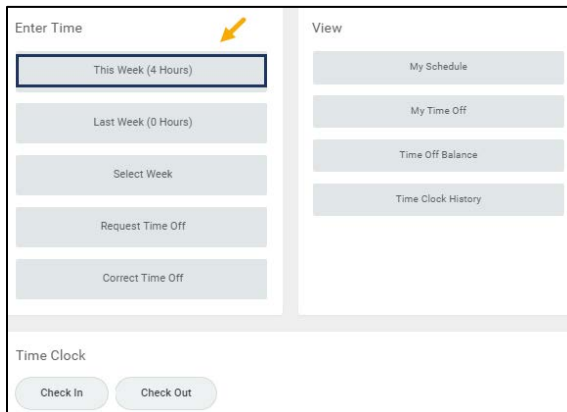 Enter Time
This Week (4 Hours)
Last Week (0 Hours)
Select Week
Request Time Off
Correct Time Off
View
My Schedule
My Time Off
Time Off Balance
Time Clock History
Time Clock
Check In
Check Out